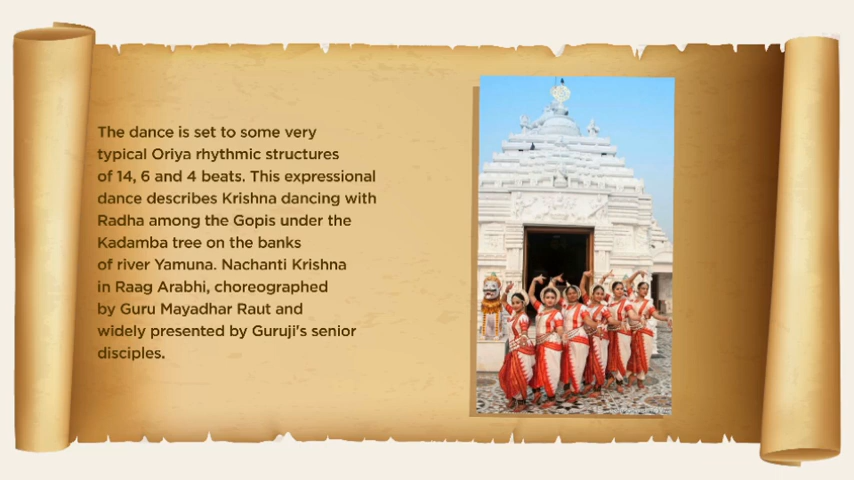 The dance is set to some very
typical Oriya rhythmic structures
of 14, 6 and 4 beats. This expressional
dance describes Krishna dancing with
Radha among the Gopis under the
Kadamba tree on the banks
of river Yamuna. Nachanti Krishna
in Raag Arabhi, choreographed
by Guru Mayadhar Raut and
widely presented by Guruji's senior
disciples.